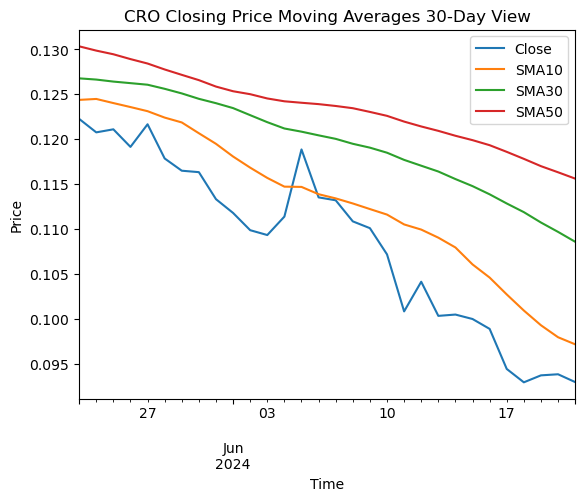 CRO Closing Price Moving Averages 30-Day View
Close
SMA10
SMA30
SMA50
0.130
0.125
0.120
0.115
0.110
0.105
0.100
0.095
Price
27
03
10
17
Jun
2024
Time